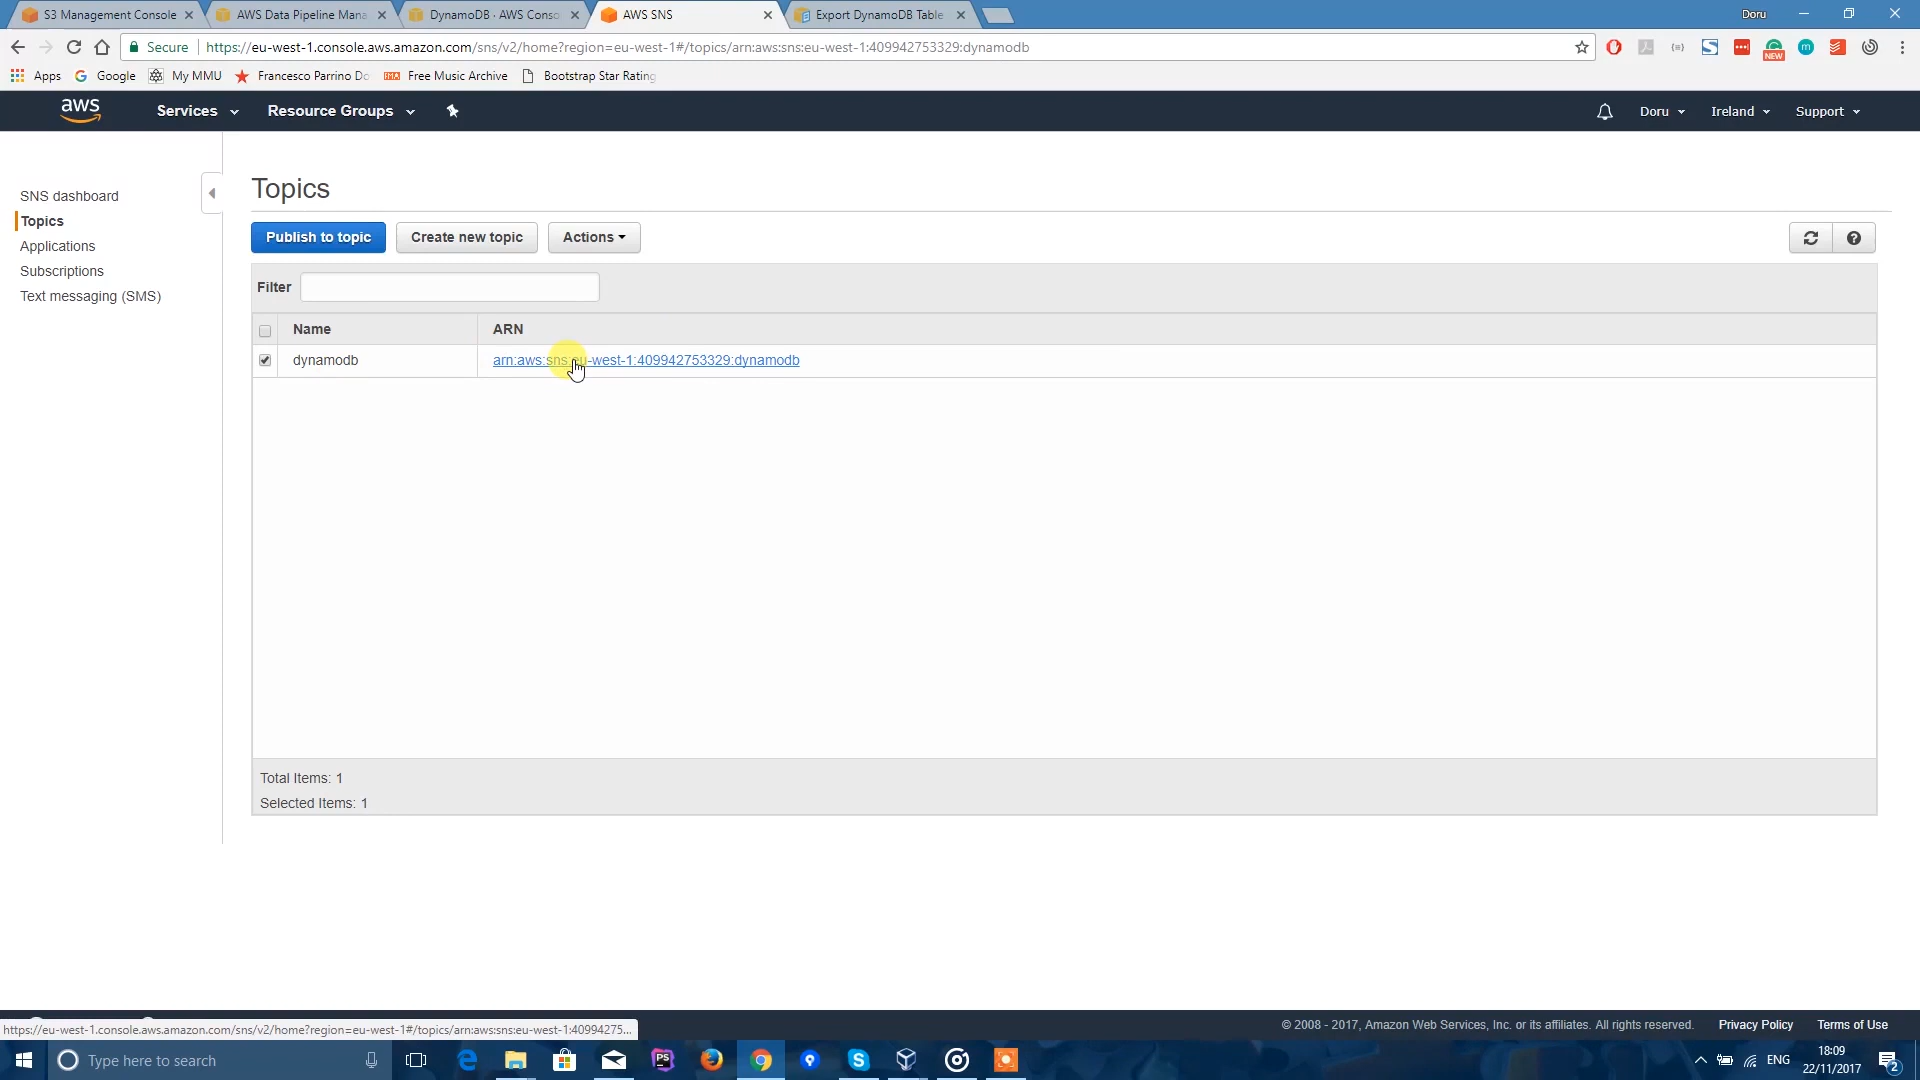 S3 Management Console
AWS Data Pipeline Mana
DynamoDB · AWS Conso
AWS SNS
Export DynamoDB Table
Doru
Secure
https://eu-west-1.console.aws.amazon.com/sns/v2/home?region=eu-west-1#/topics/arn:aws:sns:eu-west-1:409942753329:dynamodb
NEW
Apps
Google
My MMU
Francesco Parrino Do
Free Music Archive
Bootstrap Star Rating
aws
Services
Resource Groups
Doru
Ireland
Support
SNS dashboard
Topics
Applications
Subscriptions
Text messaging (SMS)
Topics
Publish to topic
Create new topic
Actions
Filter
Name
ARN
dynamodb
arn:aws:sns:eu-west-1:409942753329:dynamodb
Total Items: 1
Selected Items: 1
https://eu-west-1.console.aws.amazon.com/sns/v2/home?region=eu-west-1#/topics/arn:aws:sns:eu-west-1:40994275...
© 2008 - 2017, Amazon Web Services, Inc. or its affiliates. All rights reserved.
Privacy Policy
Terms of Use
Type here to search
PS
ENG
18:09
22/11/2017
2